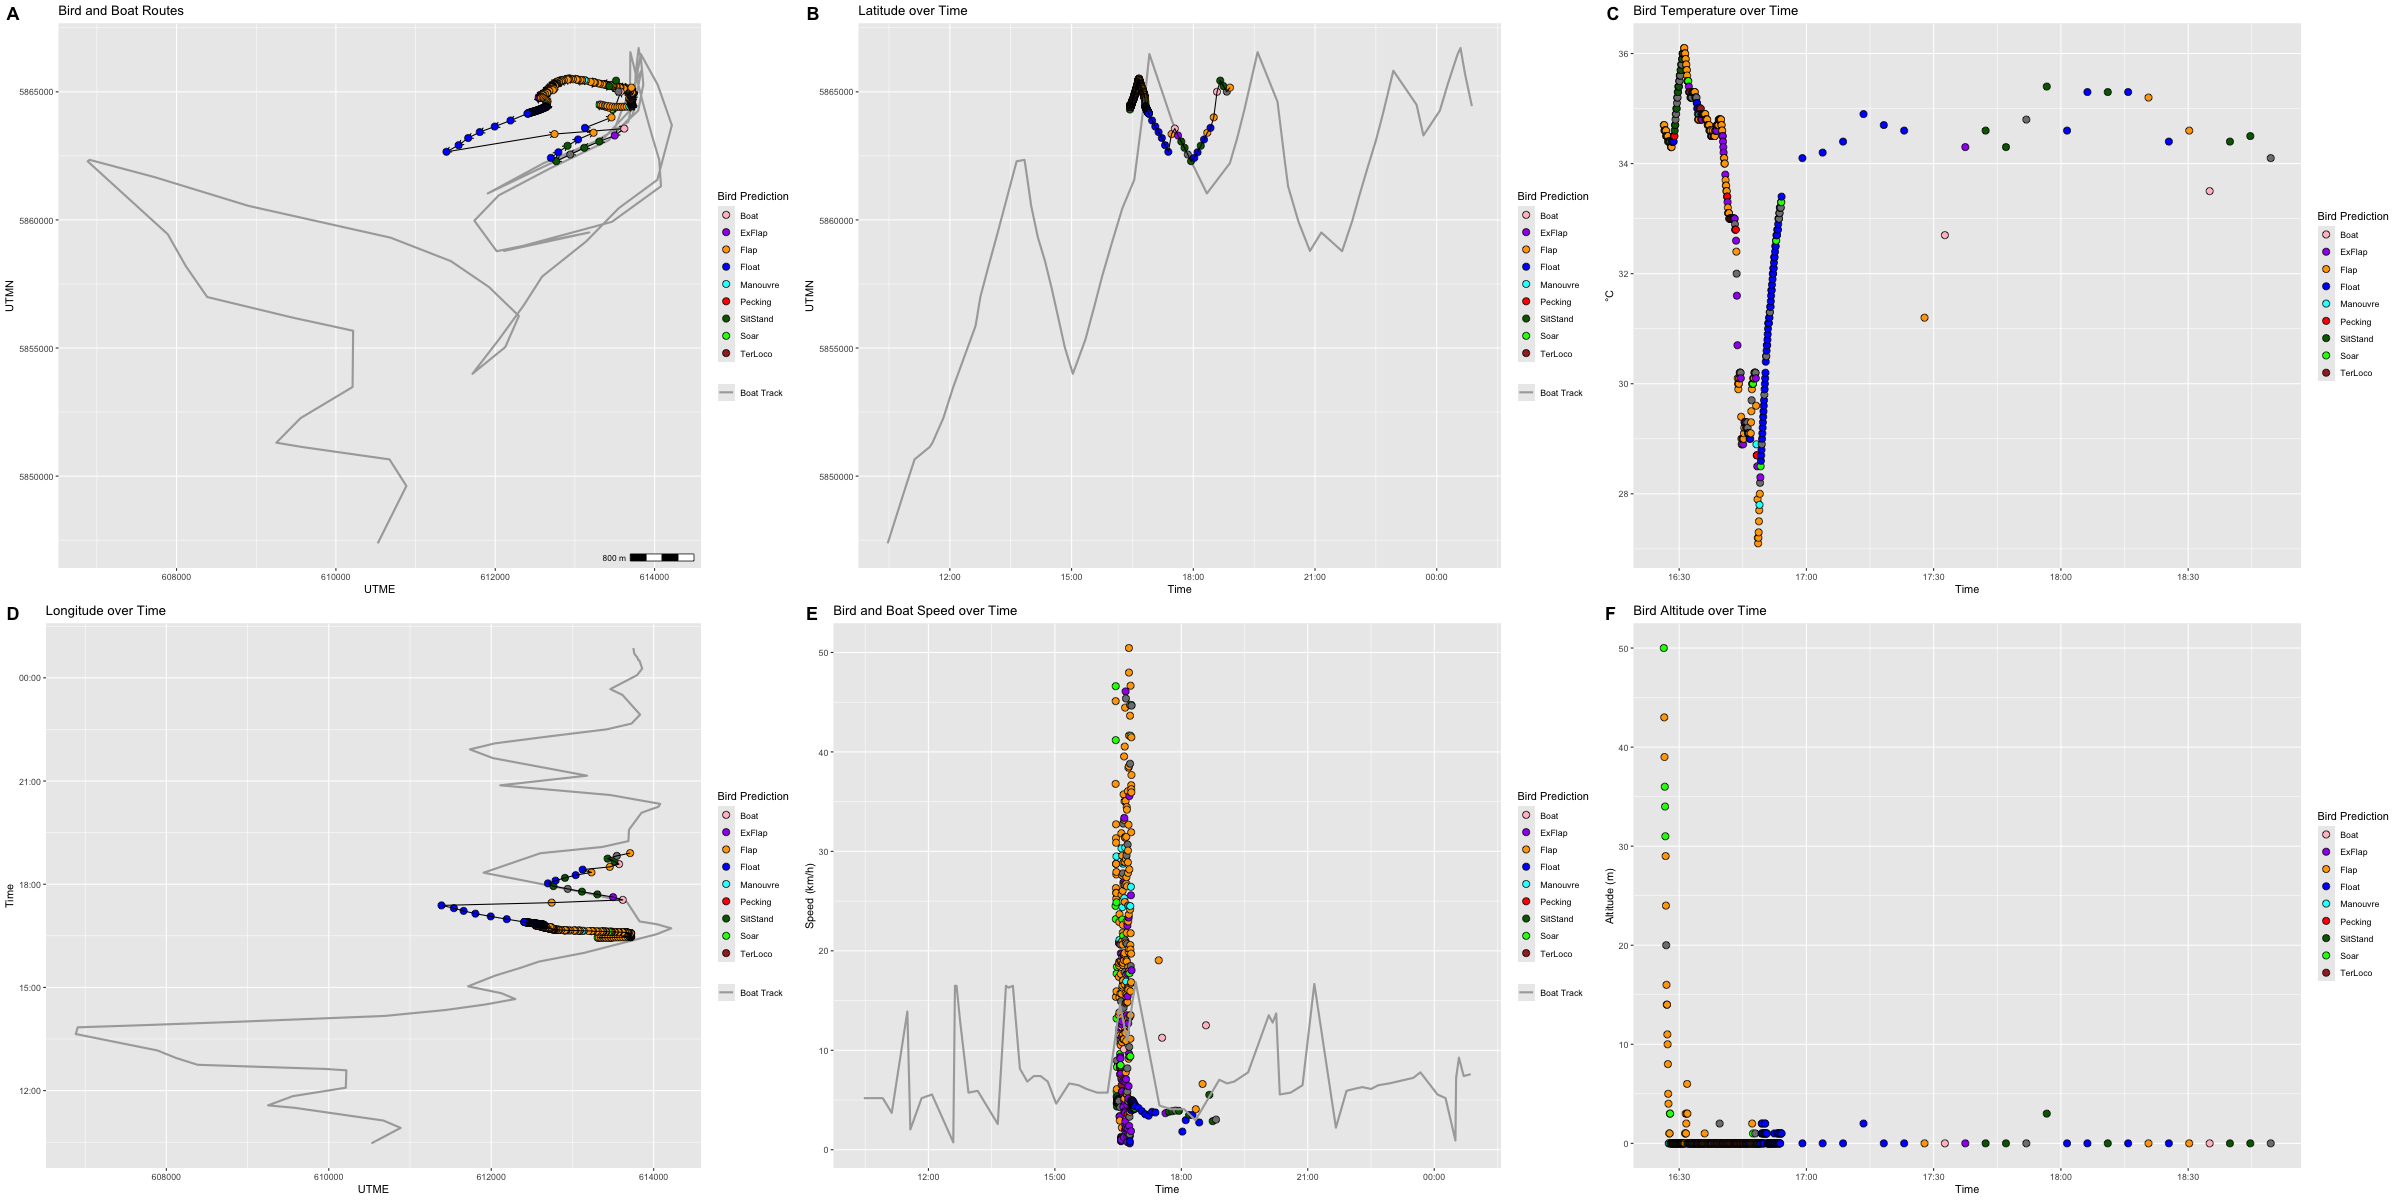 A Bird and Boat Routes
UTMN
5865000
5860000
5855000
5850000
800 m
608000 610000 612000 614000
UTME
Bird Prediction
Boat
ExFlap
Flap
Float
Manouvre
Pecking
SitStand
Soar
TerLoco
Boat Track
B Latitude over Time
UTMN
5865000
5860000
5855000
5850000
12:00 15:00 18:00 21:00 00:00
Time
Bird Prediction
Boat
ExFlap
Flap
Float
Manouvre
Pecking
SitStand
Soar
TerLoco
Boat Track
C Bird Temperature over Time
°C
36
34
32
30
28
16:30 17:00 17:30 18:00 18:30
Time
Bird Prediction
Boat
ExFlap
Flap
Float
Manouvre
Pecking
SitStand
Soar
TerLoco
D Longitude over Time
Time
00:00
21:00
18:00
15:00
12:00
608000 610000 612000 614000
UTME
Bird Prediction
Boat
ExFlap
Flap
Float
Manouvre
Pecking
SitStand
Soar
TerLoco
Boat Track
E Bird and Boat Speed over Time
Speed (km/h)
50
40
30
20
10
0
12:00 15:00 18:00 21:00 00:00
Time
Bird Prediction
Boat
ExFlap
Flap
Float
Manouvre
Pecking
SitStand
Soar
TerLoco
Boat Track
F Bird Altitude over Time
Altitude (m)
50
40
30
20
10
0
16:30 17:00 17:30 18:00 18:30
Time
Bird Prediction
Boat
ExFlap
Flap
Float
Manouvre
Pecking
SitStand
Soar
TerLoco